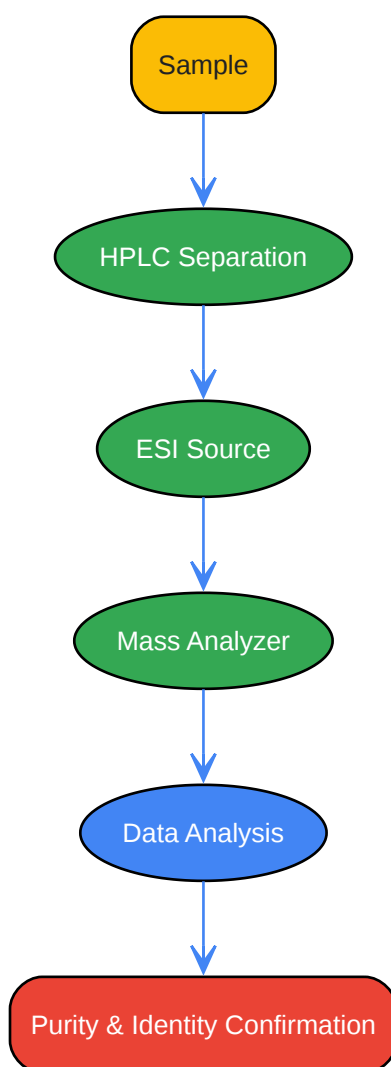 Sample
HPLC Separation
ESI Source
Mass Analyzer
Data Analysis
Purity & Identity Confirmation